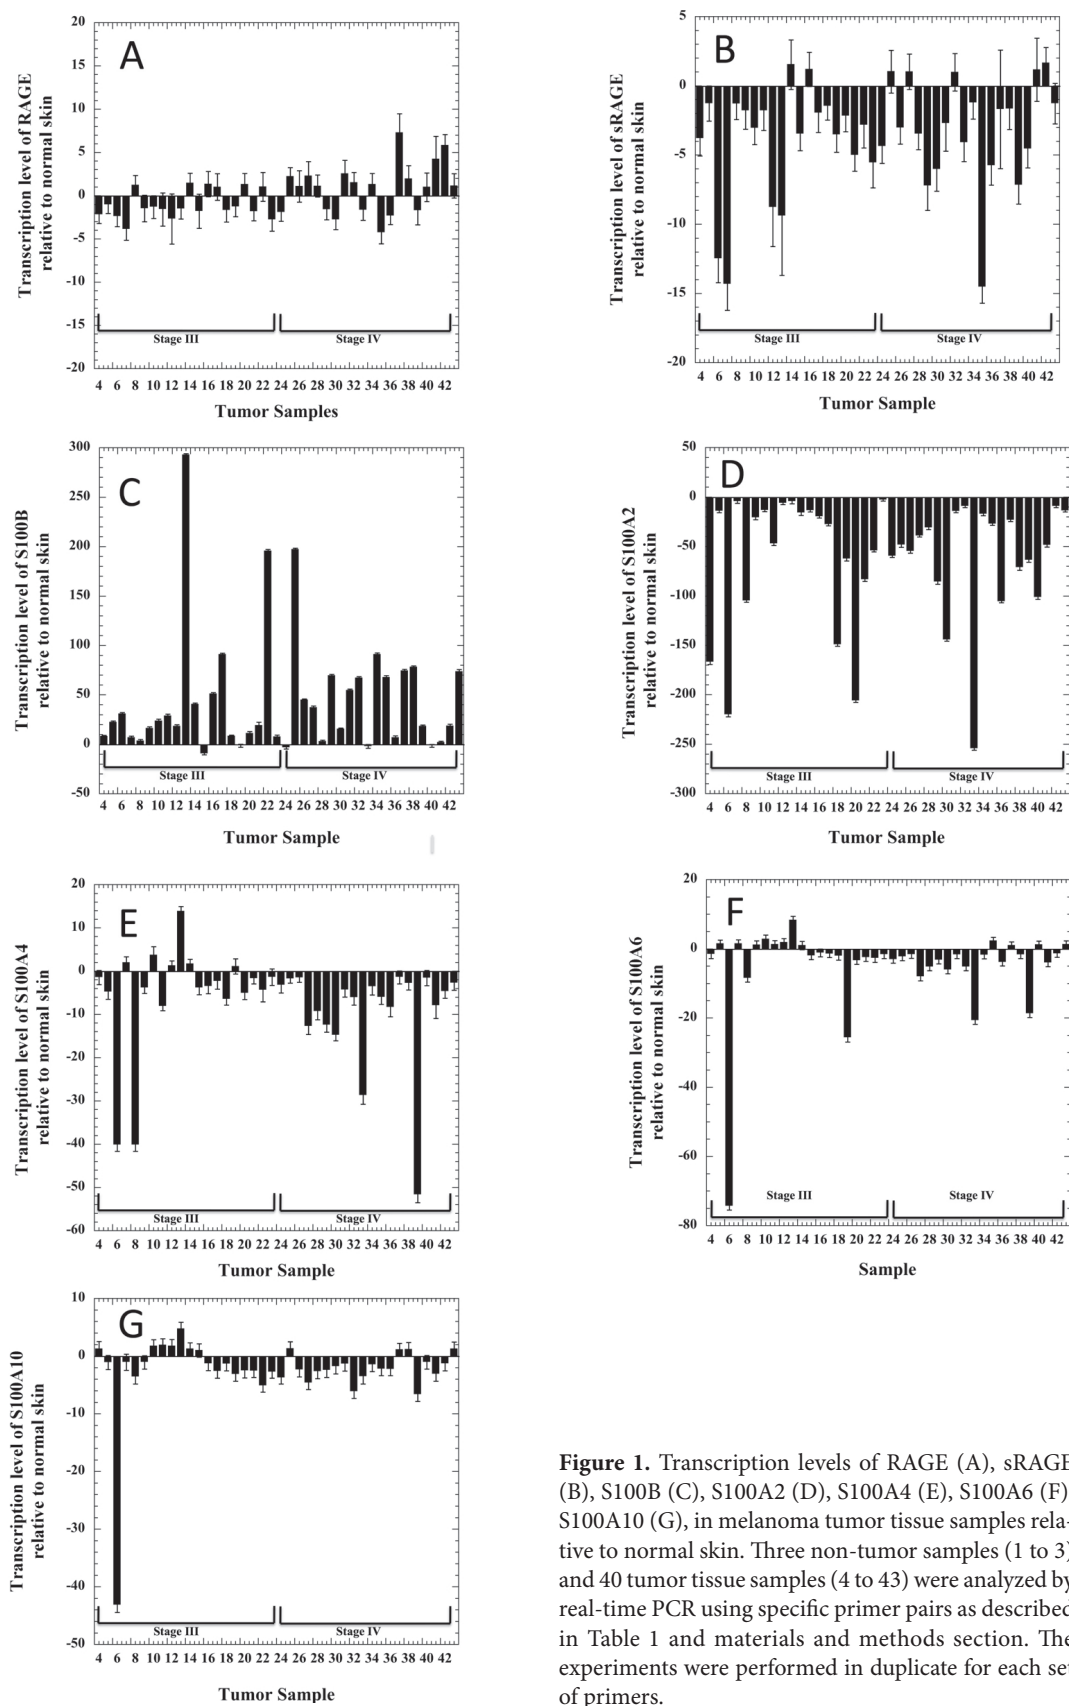 A
Transcription level of RAGE
relative to normal skin
20
15
10
5
0
-5
-10
-15
-20
Stage III
Stage IV
4 6 8 10 12 14 16 18 20 22 24 26 28 30 32 34 36 38 40 42
Tumor Samples
B
Transcription level of sRAGE
relative to normal skin
5
0
-5
-10
-15
-20
Stage III
Stage IV
4 6 8 10 12 14 16 18 20 22 24 26 28 30 32 34 36 38 40 42
Tumor Sample
C
Transcription level of S100B
relative to normal skin
300
250
200
150
100
50
0
-50
Stage III
Stage IV
4 6 8 10 12 14 16 18 20 22 24 26 28 30 32 34 36 38 40 42
Tumor Sample
D
Transcription level of S100A2
relative to normal skin
50
0
-50
-100
-150
-200
-250
-300
Stage III
Stage IV
4 6 8 10 12 14 16 18 20 22 24 26 28 30 32 34 36 38 40 42
Tumor Sample
E
Transcription level of S100A4
relative to normal skin
20
10
0
-10
-20
-30
-40
-50
-60
Stage III
Stage IV
4 6 8 10 12 14 16 18 20 22 24 26 28 30 32 34 36 38 40 42
Tumor Sample
F
Transcription level of S100A6
relative to normal skin
20
0
-20
-40
-60
-80
Stage III
Stage IV
4 6 8 10 12 14 16 18 20 22 24 26 28 30 32 34 36 38 40 42
Sample
G
Transcription level of S100A10
relative to normal skin
10
0
-10
-20
-30
-40
-50
Stage III
Stage IV
4 6 8 10 12 14 16 18 20 22 24 26 28 30 32 34 36 38 40 42
Tumor Sample
Figure 1. Transcription levels of RAGE (A), sRAGE
(B), S100B (C), S100A2 (D), S100A4 (E), S100A6 (F)
S100A10 (G), in melanoma tumor tissue samples rela-
tive to normal skin. Three non-tumor samples (1 to 3)
and 40 tumor tissue samples (4 to 43) were analyzed by
real-time PCR using specific primer pairs as described
in Table 1 and materials and methods section. The
experiments were performed in duplicate for each set
of primers.